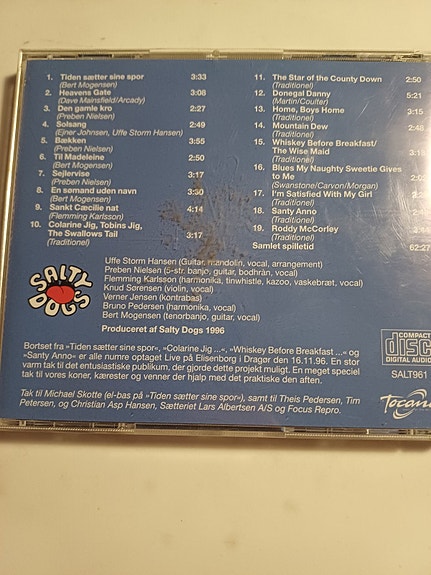 1. Tiden sætter sine spor 3:33
(Bert Mogensen)
2. Heavens Gate 3:08
(Dave Mainsfield/Arcady)
3. Den gamle kro 2:27
(Preben Nielsen)
4. Solsang 2:49
(Ejner Johnsen, Uffe Storm Hansen)
5. Bækken 3:55
(Preben Nielsen)
6. Til Madeleine 2:50
(Bert Mogensen)
7. Sejlervise 3:17
(Preben Nielsen)
8. En sømand uden navn 3:30
(Bert Mogensen)
9. Sankt Cæcilie nat 4:14
(Flemming Karlsson)
10. Colarine Jig, Tobins Jig,
The Swallows Tail 3:17
(Traditionel)
11. The Star of the County Down 2:50
(Traditionel)
12. Donegal Danny 5:21
(Martin/Coulter)
13. Home, Boys Home 3:15
(Traditionel)
14. Mountain Dew 2:48
(Traditionel)
15. Whiskey Before Breakfast/
The Wise Maid 3:18
(Traditionel)
16. Blues My Naughty Sweetie Gives
to Me
(Swanstone/Carvon/Morgan)
17. I'm Satisfied With My Girl
(Traditionel)
18. Santy Anno
(Traditionel)
19. Roddy McCorley
(Traditionel)
Samlet spilletid 62:27
SALTY
DOGS
Uffe Storm Hansen (Guitar, mandolin, vocal, arrangement)
Preben Nielsen (5-str. banjo, guitar, bodhrán, vocal)
Flemming Karlsson (harmonika, tinwhistle, kazoo, vaskebræt, vocal)
Knud Sørensen (violin, vocal)
Verner Jensen (kontrabas)
Bruno Pedersen (harmonika, vocal)
Bert Mogensen (tenorbanjo, guitar, vocal)
Produceret af Salty Dogs 1996
Bortset fra »Tiden sætter sine spor«, »Colarine Jig ...«, »Whiskey Before Breakfast ...« og
»Santy Anno« er alle numre optaget Live på Elisenborg i Dragør den 16.11.96. En stor
varm tak til det entusiastiske publikum, der gjorde dette projekt muligt. En meget speciel
tak til vores koner, kærester og venner der hjalp med det praktiske den aften.
Tak til Michael Skotte (el-bas på »Tiden sætter sine spor«), samt til Theis Pedersen, Tim
Petersen, og Christian Asp Hansen, Sætteriet Lars Albertsen A/S og Focus Repro.
COMPACT
disc
DIGITAL AUDIO
SALT961